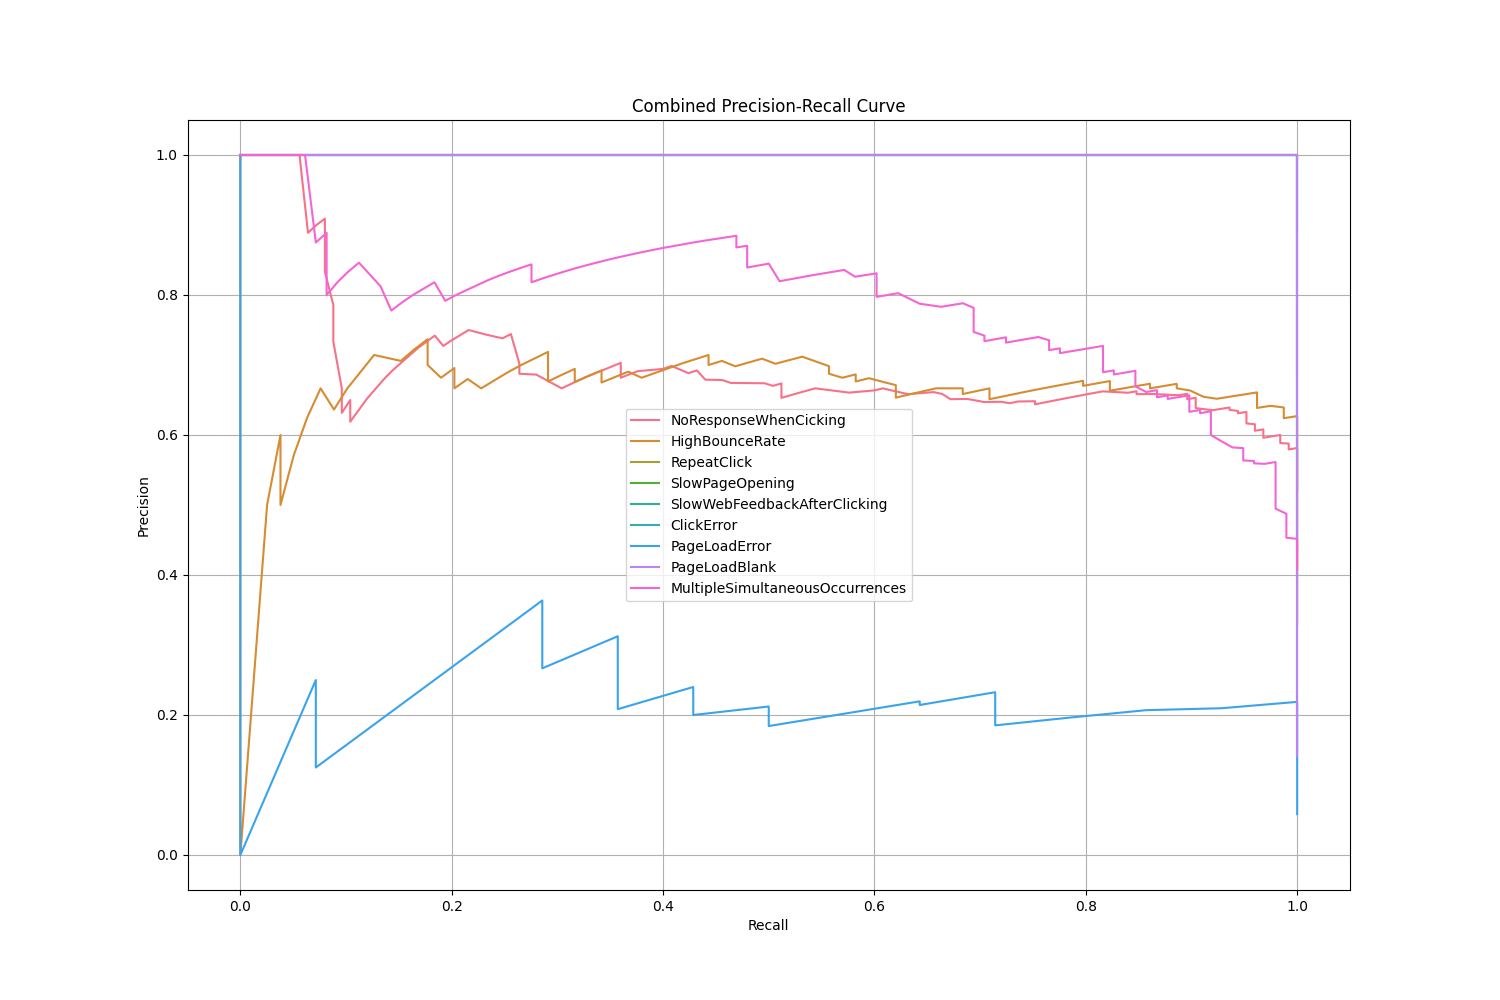 Combined Precision-Recall Curve
1.0
0.8
0.6
0.4
0.2
0.0
Precision
NoResponseWhenCicking
HighBounceRate
RepeatClick
SlowPageOpening
SlowWebFeedbackAfterClicking
ClickError
PageLoadError
PageLoadBlank
MultipleSimultaneousOccurrences
0.0 0.2 0.4 0.6 0.8 1.0
Recall